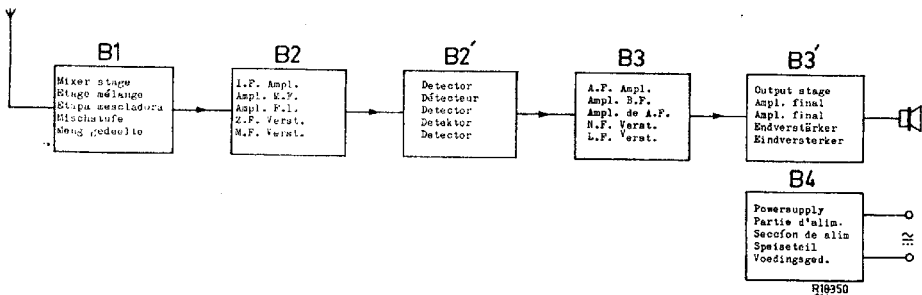 B1
Mixer stage
Etage mélange
Etapa mescladora
Mischstufe
Meng gedeelte
B2
I.F. Ampl.
Ampl. M.F.
Ampl. F.I.
Z.F. Verst.
M.F. Verst.
B2′
Detector
Détecteur
Detector
Detektor
Detector
B3
A.F. Ampl.
Ampl. B.F.
Ampl. de A.F.
N.F. Verst.
L.F. Verst.
B3′
Output stage
Ampl. final
Ampl. final
Endverstärker
Eindversterker
B4
Powersupply
Partie d'alim.
Seccíon de alim
Speiseteil
Voedingsged.
R18350